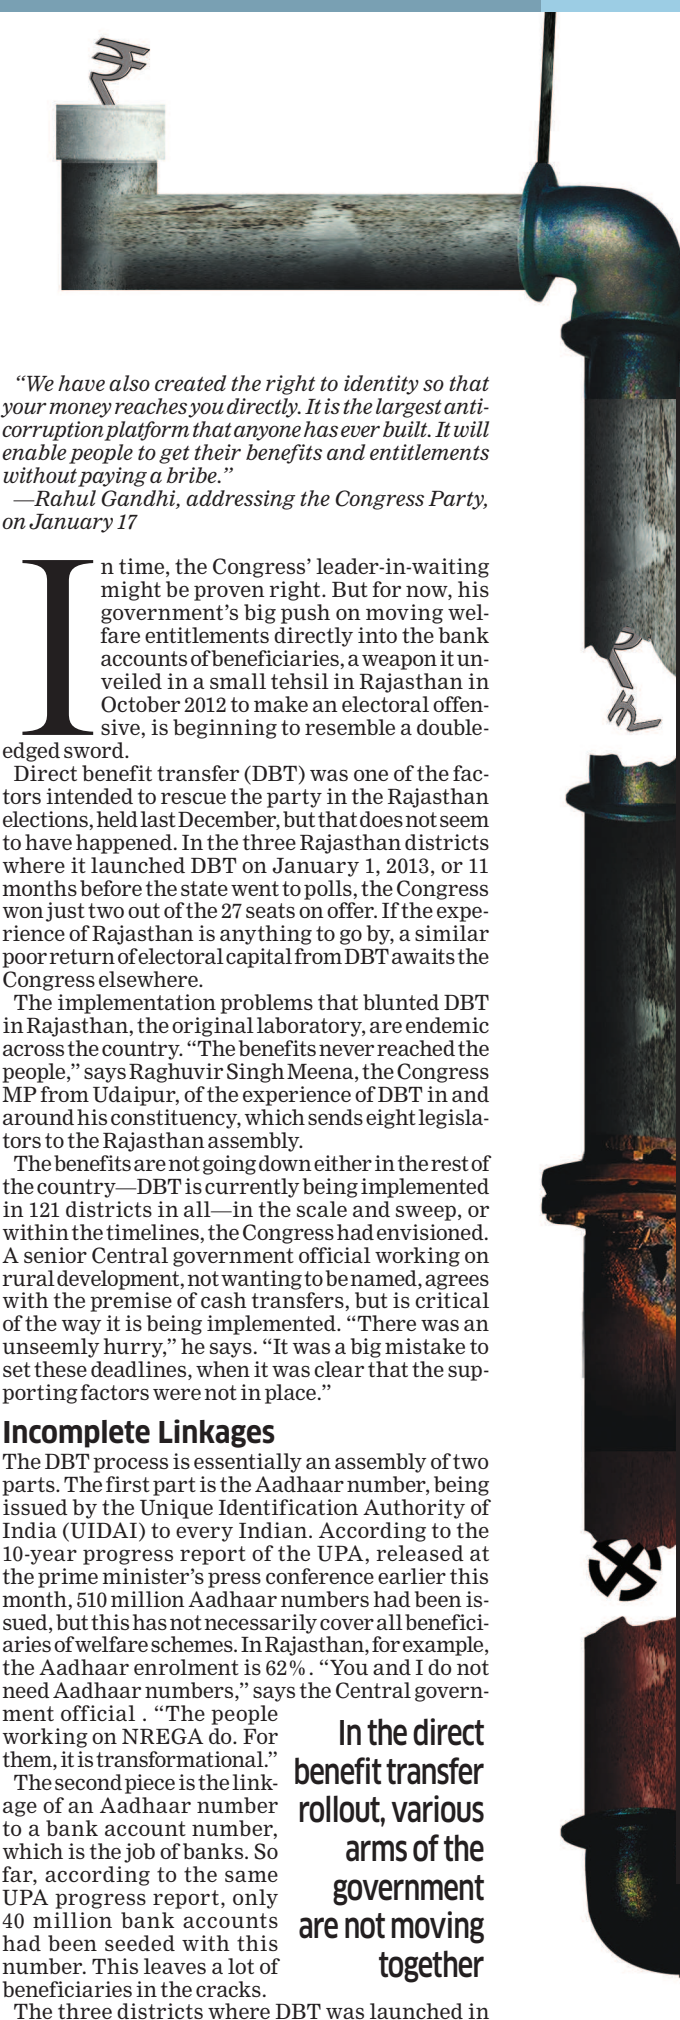 “We have also created the right to identity so that
your money reaches you directly. It is the largest anti-
corruption platform that anyone has ever built. It will
enable people to get their benefits and entitlements
without paying a bribe.”
—Rahul Gandhi, addressing the Congress Party,
on January 17
In time, the Congress’ leader-in-waiting
might be proven right. But for now, his
government’s big push on moving wel-
fare entitlements directly into the bank
accounts of beneficiaries, a weapon it un-
veiled in a small tehsil in Rajasthan in
October 2012 to make an electoral offen-
sive, is beginning to resemble a double-
edged sword.
Direct benefit transfer (DBT) was one of the fac-
tors intended to rescue the party in the Rajasthan
elections, held last December, but that does not seem
to have happened. In the three Rajasthan districts
where it launched DBT on January 1, 2013, or 11
months before the state went to polls, the Congress
won just two out of the 27 seats on offer. If the expe-
rience of Rajasthan is anything to go by, a similar
poor return of electoral capital from DBT awaits the
Congress elsewhere.
The implementation problems that blunted DBT
in Rajasthan, the original laboratory, are endemic
across the country. “The benefits never reached the
people,” says Raghuvir Singh Meena, the Congress
MP from Udaipur, of the experience of DBT in and
around his constituency, which sends eight legisla-
tors to the Rajasthan assembly.
The benefits are not going down either in the rest of
the country—DBT is currently being implemented
in 121 districts in all—in the scale and sweep, or
within the timelines, the Congress had envisioned.
A senior Central government official working on
rural development, not wanting to be named, agrees
with the premise of cash transfers, but is critical
of the way it is being implemented. “There was an
unseemly hurry,” he says. “It was a big mistake to
set these deadlines, when it was clear that the sup-
porting factors were not in place.”
Incomplete Linkages
The DBT process is essentially an assembly of two
parts. The first part is the Aadhaar number, being
issued by the Unique Identification Authority of
India (UIDAI) to every Indian. According to the
10-year progress report of the UPA, released at
the prime minister’s press conference earlier this
month, 510 million Aadhaar numbers had been is-
sued, but this has not necessarily cover all benefici-
aries of welfare schemes. In Rajasthan, for example,
the Aadhaar enrolment is 62% . “You and I do not
need Aadhaar numbers,” says the Central govern-
ment official . “The people
working on NREGA do. For
them, it is transformational.”
The second piece is the link-
age of an Aadhaar number
to a bank account number,
which is the job of banks. So
far, according to the same
UPA progress report, only
40 million bank accounts
had been seeded with this
number. This leaves a lot of
beneficiaries in the cracks.
The three districts where DBT was launched in
In the direct
benefit transfer
rollout, various
arms of the
government
are not moving
together
₹
₹
₹